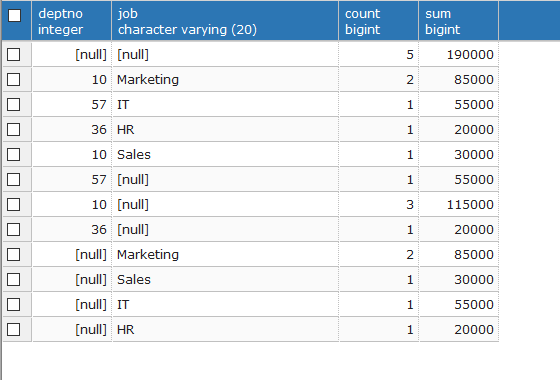 deptno job count sum
integer character varying (20) bigint bigint
[null] [null] 5 190000
10 Marketing 2 85000
57 IT 1 55000
36 HR 1 20000
10 Sales 1 30000
57 [null] 1 55000
10 [null] 3 115000
36 [null] 1 20000
[null] Marketing 2 85000
[null] Sales 1 30000
[null] IT 1 55000
[null] HR 1 20000